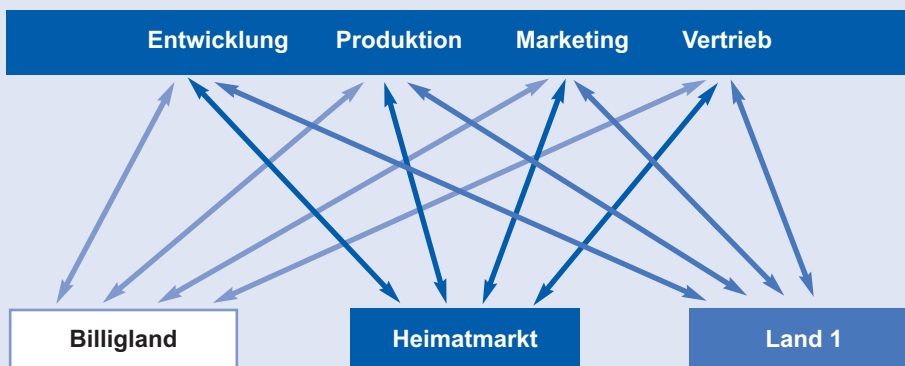 Entwicklung Produktion Marketing Vertrieb
Billigland Heimatmarkt Land 1